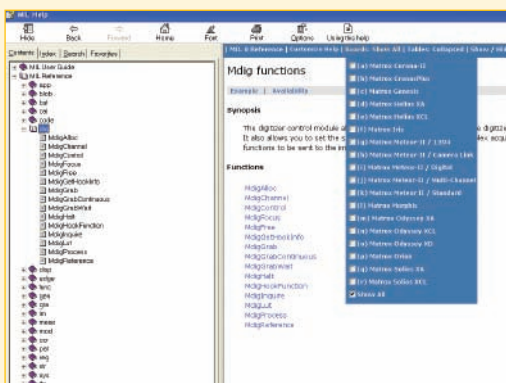 MIL Help
Hide Back Forward Home Font Print Options Using this help
Contents Index Search Favorites
MIL User Guide
MIL Reference
app
blob
buf
cal
code
dig
MdigAlloc
MdigChannel
MdigControl
MdigFocus
MdigFree
MdigGetHookInfo
MdigGrab
MdigGrabContinuous
MdigGrabWait
MdigHalt
MdigHookFunction
MdigInquire
MdigLut
MdigProcess
MdigReference
disp
edge
func
gen
gra
im
meas
mod
ocr
pat
reg
str
sys
MIL 8 Reference | Customize Help | Boards: Show All | Tables: Collapsed | Show / Hide
Mdig functions
Example | Availability
Synopsis
The digitizer control module
digitizer
It also allows you to set the
functions to be sent to the
Functions
MdigAlloc
MdigChannel
MdigControl
MdigFocus
MdigFree
MdigGetHookInfo
MdigGrab
MdigGrabContinuous
MdigGrabWait
MdigHalt
MdigHookFunction
MdigInquire
MdigLut
MdigProcess
MdigReference
(a) Matrox Corona-II
(b) Matrox CronosPlus
(c) Matrox Genesis
(d) Matrox Helios XA
(e) Matrox Helios XCL
(f) Matrox Iris
(g) Matrox Meteor-II / 1394
(h) Matrox Meteor-II / Camera Link
(i) Matrox Meteor-II / Digital
(j) Matrox Meteor-II / Multi-Channel
(k) Matrox Meteor-II / Standard
(l) Matrox Morphis
(m) Matrox Odyssey XA
Matrox Odyssey XCL
Matrox Odyssey XD
Matrox Orion
(q) Matrox Solios XA
(r) Matrox Solios XCL
Show All